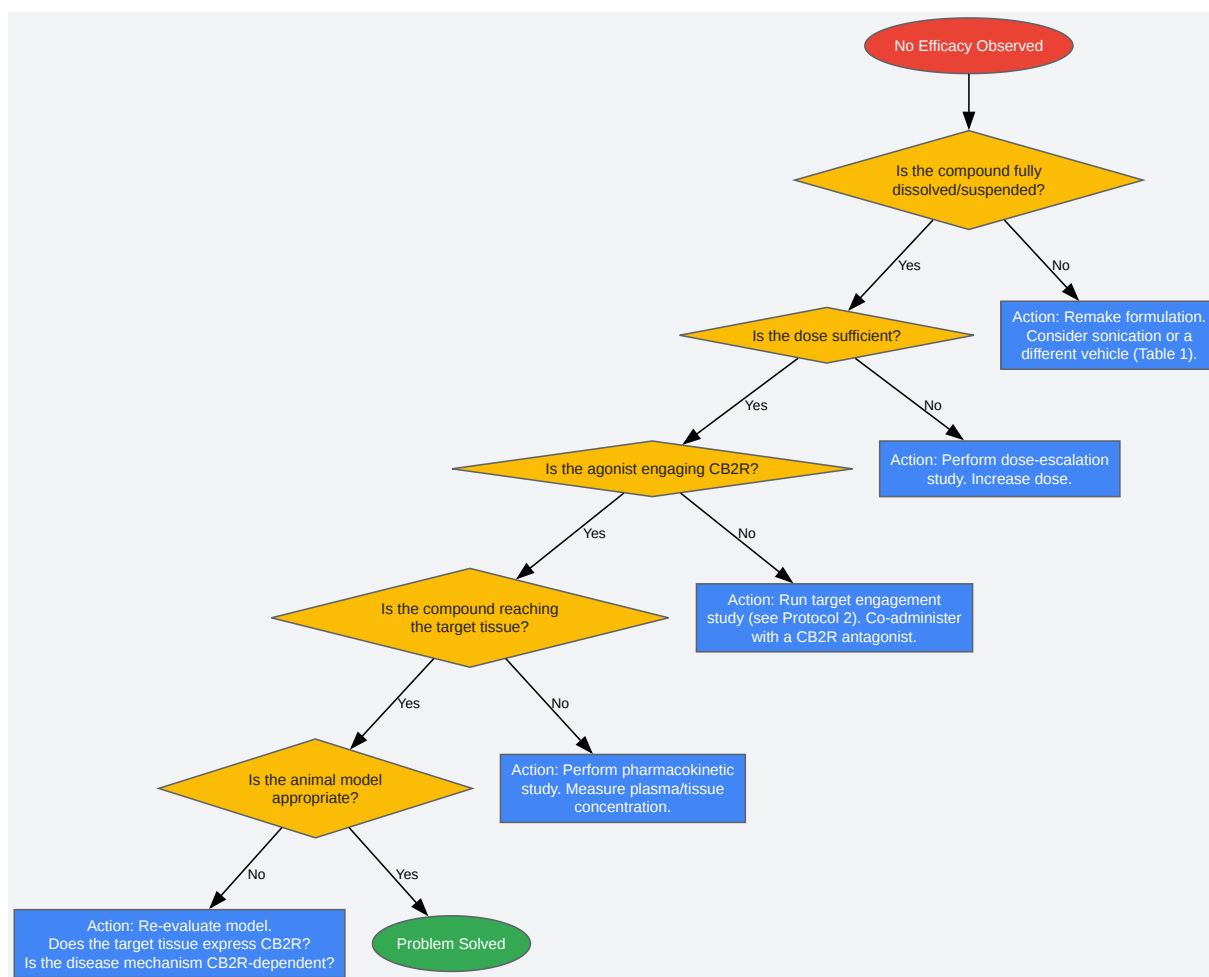 No Efficacy Observed
Is the compound fully
dissolved/suspended?
Yes
No
Is the dose sufficient?
Action: Remake formulation.
Consider sonication or a
different vehicle (Table 1).
Yes
No
Is the agonist engaging CB2R?
Action: Perform dose-escalation
study. Increase dose.
Yes
No
Is the compound reaching
the target tissue?
Action: Run target engagement
study (see Protocol 2). Co-administer
with a CB2R antagonist.
Yes
No
Is the animal model
appropriate?
Action: Perform pharmacokinetic
study. Measure plasma/tissue
concentration.
No
Yes
Action: Re-evaluate model.
Does the target tissue express CB2R?
Is the disease mechanism CB2R-dependent?
Problem Solved